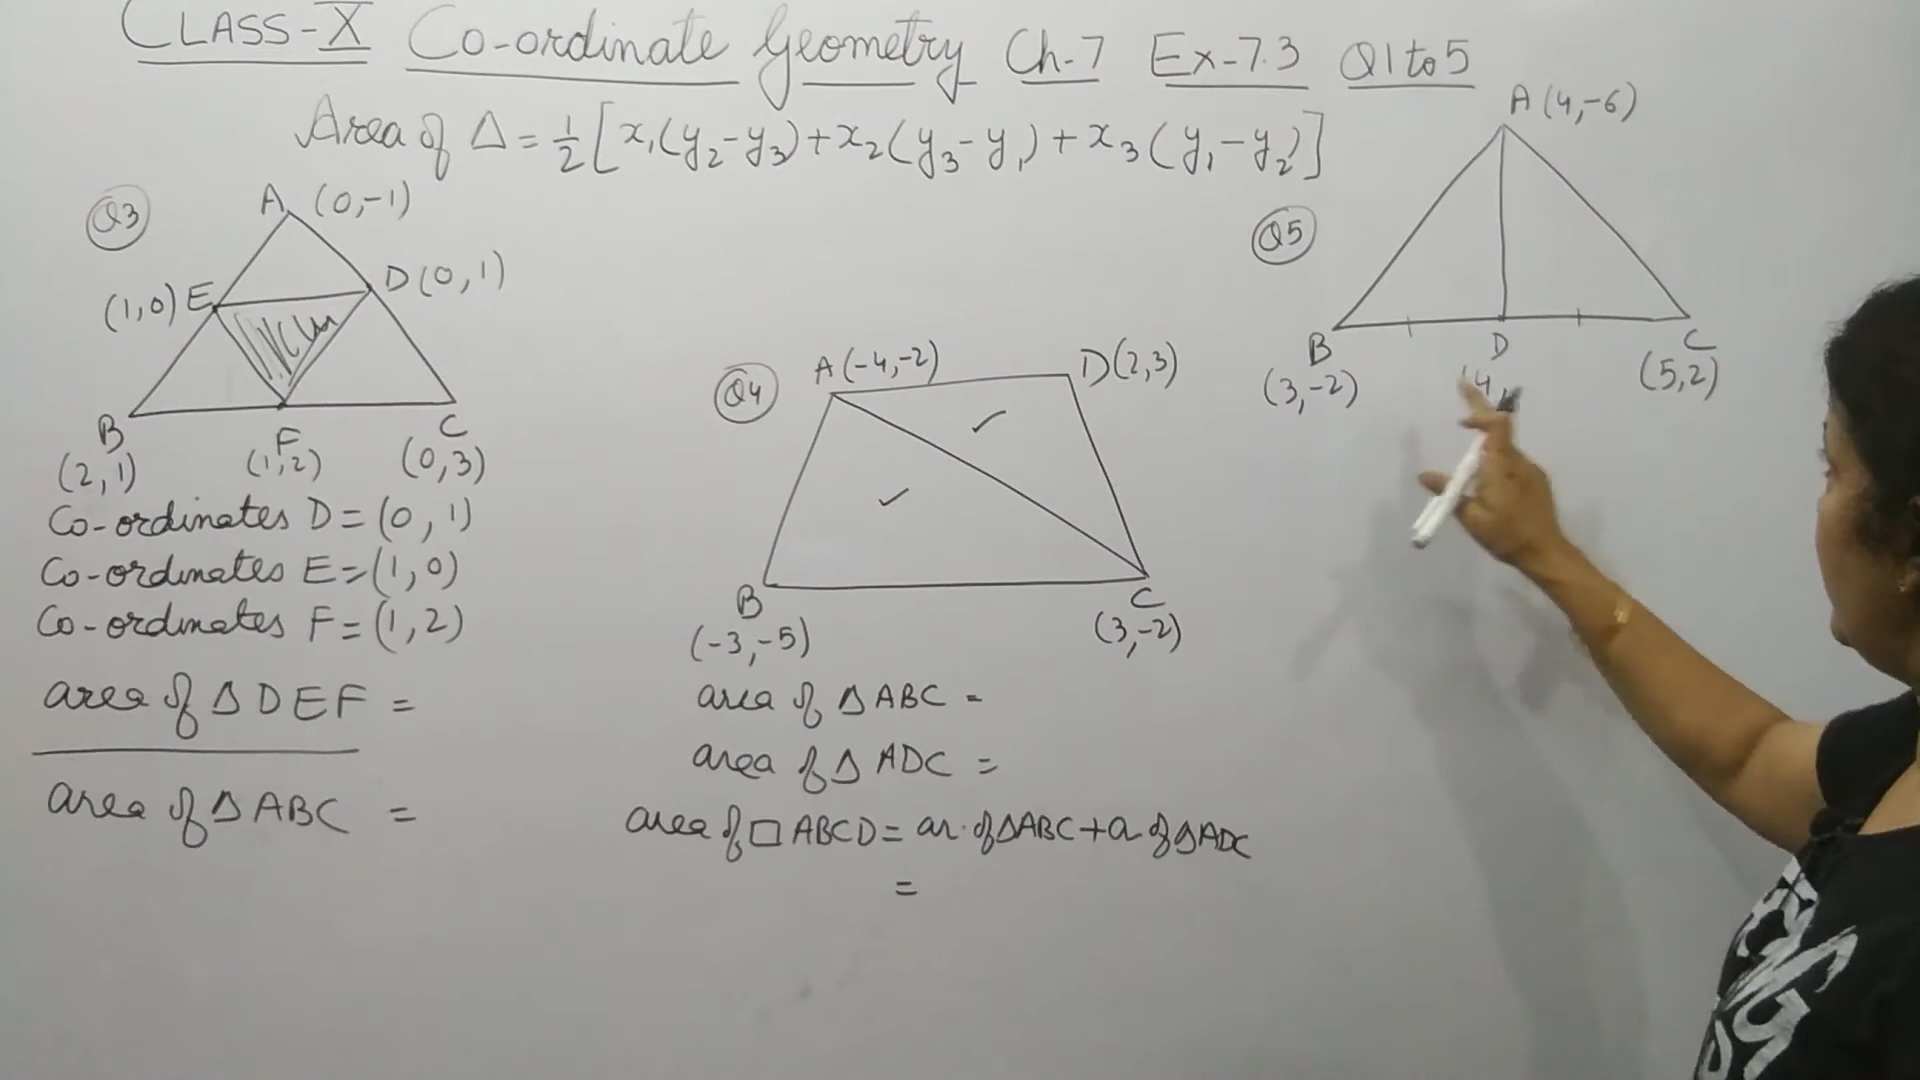 CLASS-X Co-ordinate Geometry Ch-7 Ex-7.3 Q1 to 5
Area of Δ = 1/2 [x₁(y₂-y₃)+x₂(y₃-y₁)+x₃(y₁-y₂)]
Q3
A (0,-1)
(1,0) E
D(0,1)
B
F
C
(2,1)
(1,2)
(0,3)
Co-ordinates D = (0,1)
Co-ordinates E = (1,0)
Co-ordinates F = (1,2)
area of Δ DEF =
area of Δ ABC =
Q4
A(-4,-2)
D(2,3)
B
C
(-3,-5)
(3,-2)
area of Δ ABC =
area of Δ ADC =
area of □ ABCD = ar. of ΔABC + a of ΔADC
=
Q5
A (4,-6)
B
D
C
(3,-2)
(4,
(5,2)